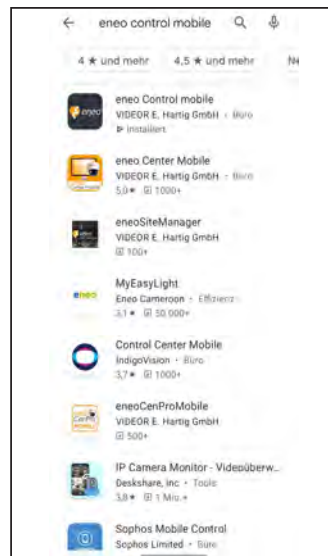 ← eneo control mobile
4 ★ und mehr 4,5 ★ und mehr
eneo
eneo Control mobile
VIDEOR E. Hartig GmbH • Büro
Installiert
eneo Center Mobile
VIDEOR E. Hartig GmbH • Büro
5,0 ★ 1000+
eneoSiteManager
VIDEOR E. Hartig GmbH
100+
eneo
MyEasyLight
Eneo Cameroon • Effizienz
3,1 ★ 50.000+
Control Center Mobile
IndigoVision • Büro
3,7 ★ 1000+
eneoCenProMobile
VIDEOR E. Hartig GmbH
500+
IP Camera Monitor - Videoüberw...
Deskshare, Inc • Tools
3,8 ★ 1 Mio.+
Sophos Mobile Control
Sophos Limited • Büro